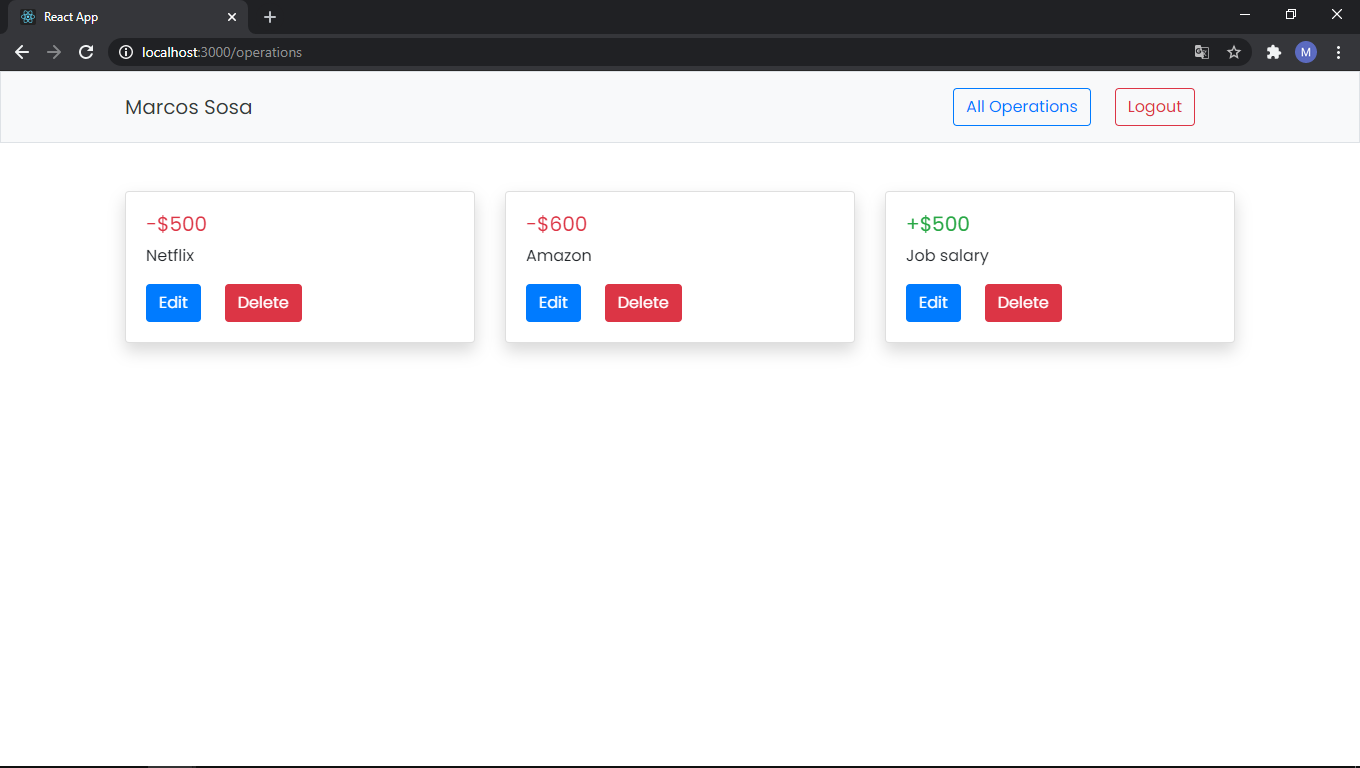 React App
localhost:3000/operations
M
Marcos Sosa
All Operations
Logout
-$500
Netflix
Edit
Delete
-$600
Amazon
Edit
Delete
+$500
Job salary
Edit
Delete